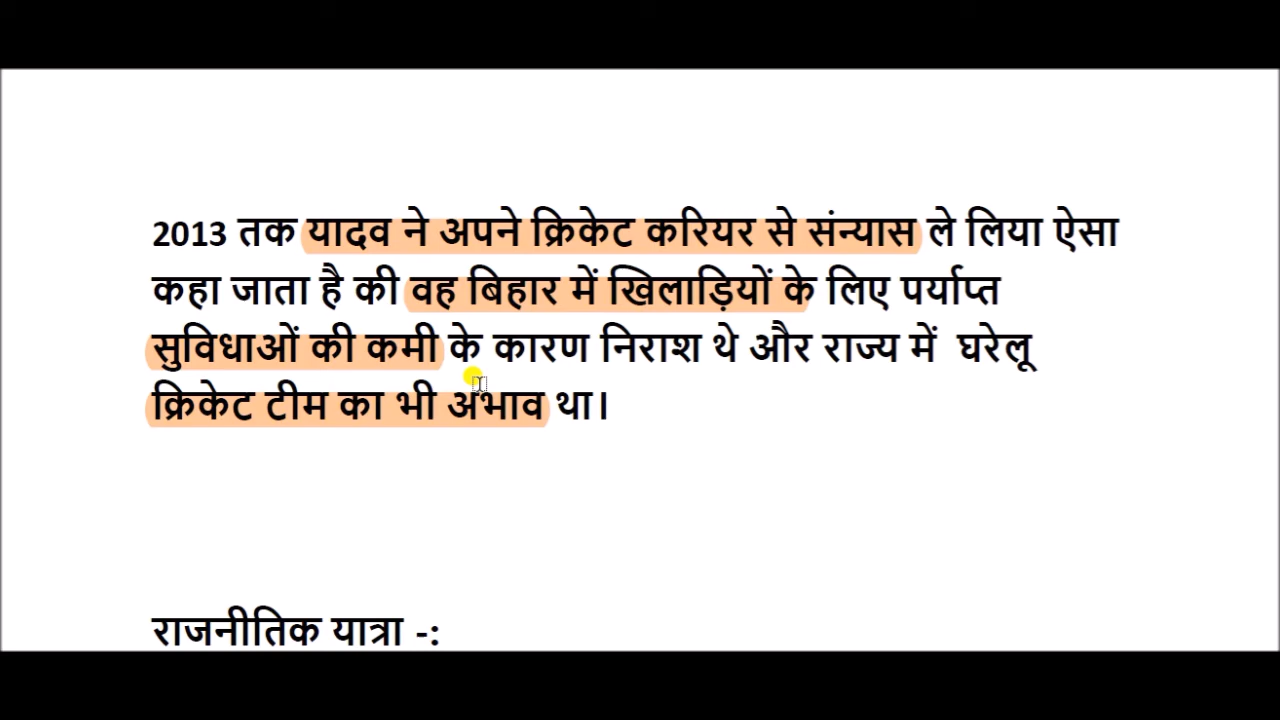 2013 तक यादव ने अपने क्रिकेट करियर से संन्यास ले लिया ऐसा
कहा जाता है की वह बिहार में खिलाड़ियों के लिए पर्याप्त
सुविधाओं की कमी के कारण निराश थे और राज्य में घरेलू
क्रिकेट टीम का भी अभाव था।
राजनीतिक यात्रा -: